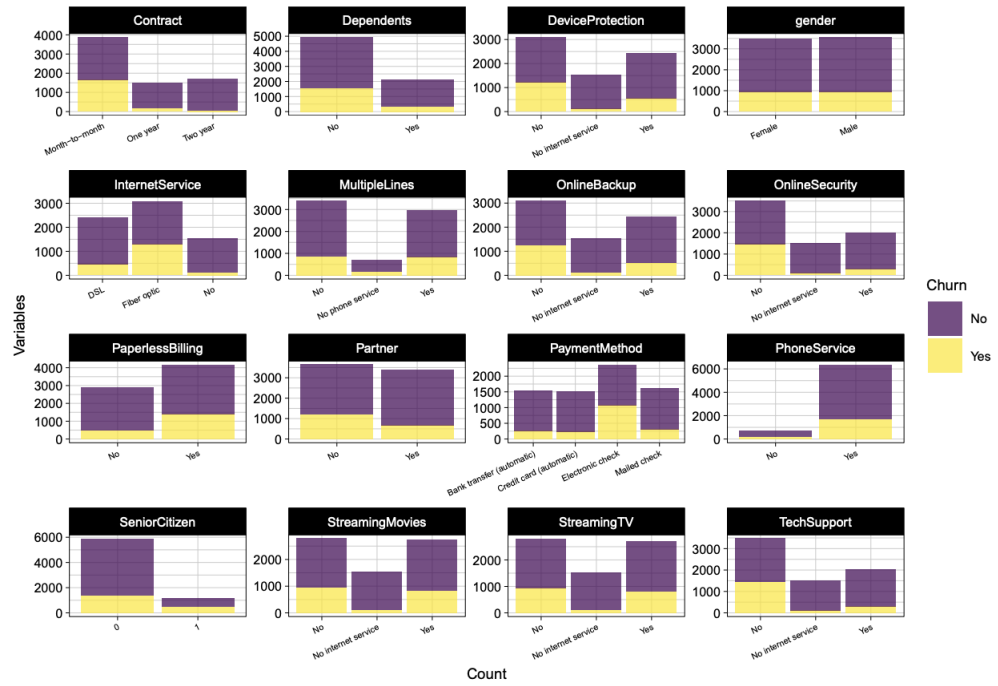 Contract
4000
3000
2000
1000
0
Month-to-month
One year
Two year
Dependents
5000
4000
3000
2000
1000
0
No
Yes
DeviceProtection
3000
2000
1000
0
No
No internet service
Yes
gender
3000
2000
1000
0
Female
Male
InternetService
3000
2000
1000
0
DSL
Fiber optic
No
MultipleLines
3000
2000
1000
0
No
No phone service
Yes
OnlineBackup
3000
2000
1000
0
No
No internet service
Yes
OnlineSecurity
3000
2000
1000
0
No
No internet service
Yes
PaperlessBilling
4000
3000
2000
1000
0
No
Yes
Partner
3000
2000
1000
0
No
Yes
PaymentMethod
2000
1500
1000
500
0
Bank transfer (automatic)
Credit card (automatic)
Electronic check
Mailed check
PhoneService
6000
4000
2000
0
No
Yes
SeniorCitizen
6000
4000
2000
0
0
1
StreamingMovies
2000
1000
0
No
No internet service
Yes
StreamingTV
2000
1000
0
No
No internet service
Yes
TechSupport
3000
2000
1000
0
No
No internet service
Yes
Variables
Count
Churn
No
Yes